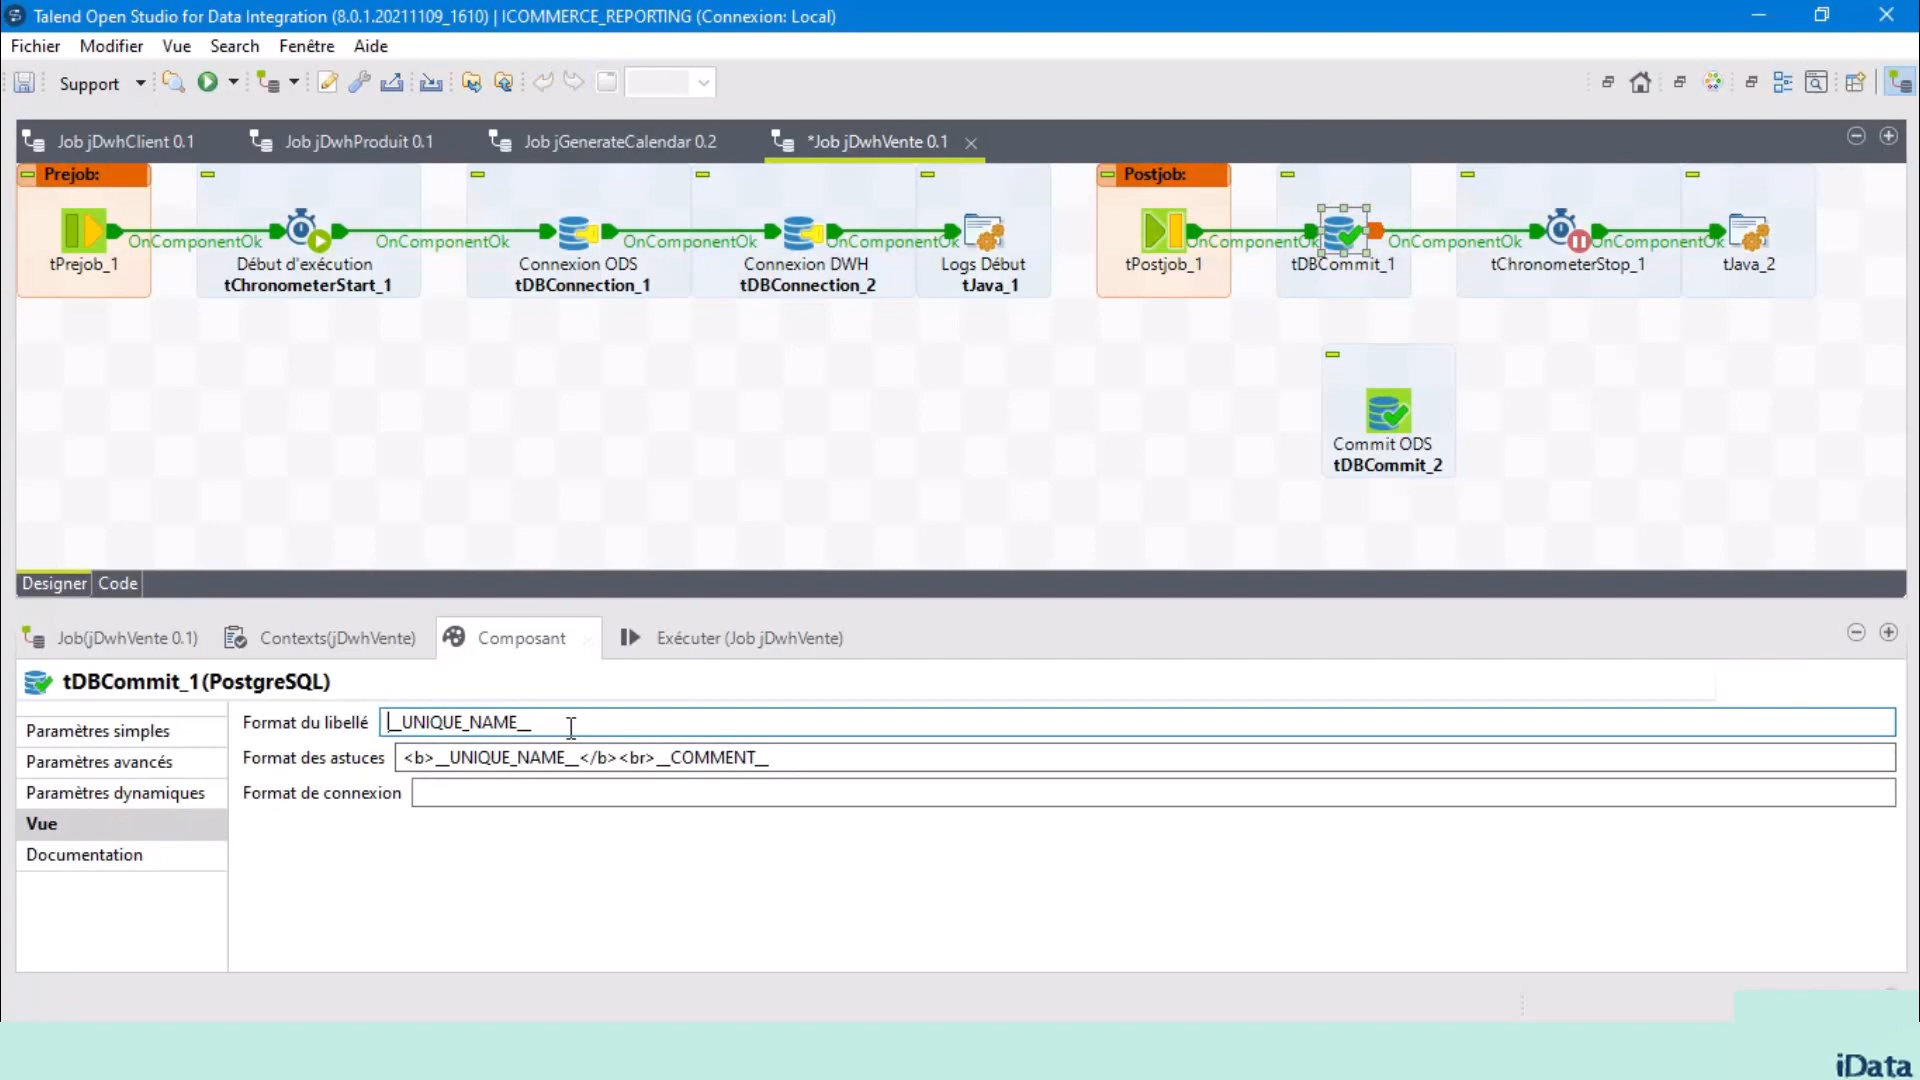 Talend Open Studio for Data Integration (8.0.1.20211109_1610) | ICOMMERCE_REPORTING (Connexion: Local)
Fichier Modifier Vue Search Fenêtre Aide
Support
Job jDwhClient 0.1 Job jDwhProduit 0.1 Job jGenerateCalendar 0.2 *Job jDwhVente 0.1
Prejob: Postjob:
OnComponentOk OnComponentOk OnComponentOk OnComponentOk OnComponentOk OnComponentOk OnComponentOk
tPrejob_1 Début d'exécution Connexion ODS Connexion DWH Logs Début tPostjob_1 tDBCommit_1 tChronometerStop_1 tJava_2
tChronometerStart_1 tDBConnection_1 tDBConnection_2 tJava_1
Commit ODS
tDBCommit_2
Designer Code
Job(jDwhVente 0.1) Contexts(jDwhVente) Composant Exécuter (Job jDwhVente)
tDBCommit_1(PostgreSQL)
Format du libellé __UNIQUE_NAME__
Paramètres simples
Format des astuces <b>__UNIQUE_NAME__</b><br>__COMMENT__
Paramètres avancés
Format de connexion
Paramètres dynamiques
Vue
Documentation
iData